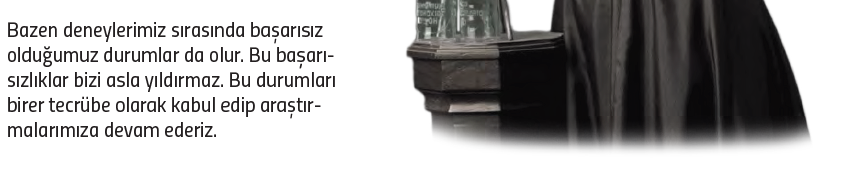 Bazen deneylerimiz sırasında başarısız
olduğumuz durumlar da olur. Bu başarı-
sızlıklar bizi asla yıldırmaz. Bu durumları
birer tecrübe olarak kabul edip araştır-
malarımıza devam ederiz.